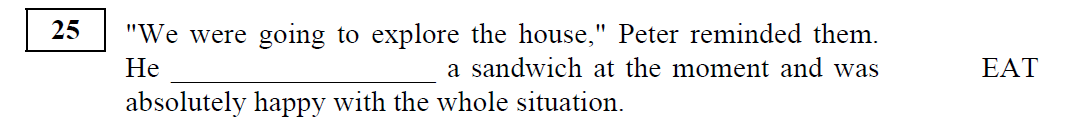 25 "We were going to explore the house," Peter reminded them.
He ___________________ a sandwich at the moment and was EAT
absolutely happy with the whole situation.